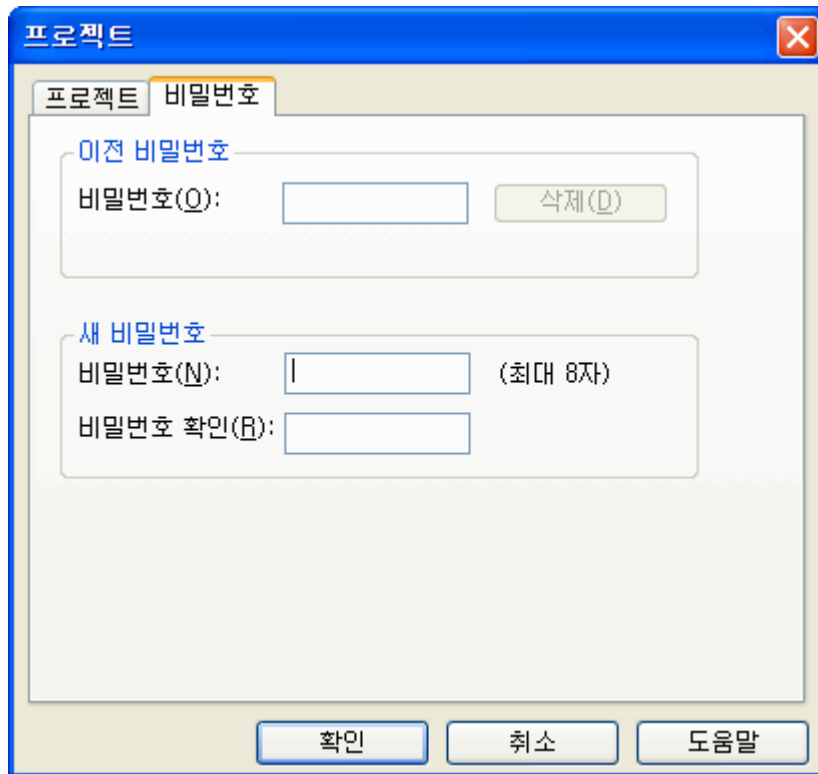 프로젝트
프로젝트 비밀번호
이전 비밀번호
비밀번호(O): 삭제(D)
새 비밀번호
비밀번호(N): (최대 8자)
비밀번호 확인(R):
확인 취소 도움말